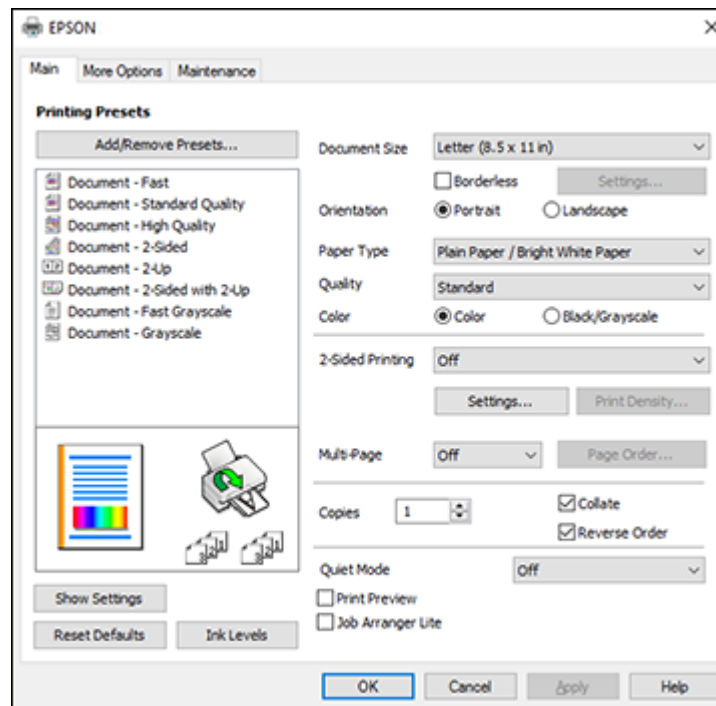 EPSON
Main More Options Maintenance
Printing Presets
Add/Remove Presets...
Document - Fast
Document - Standard Quality
Document - High Quality
Document - 2-Sided
Document - 2-Up
Document - 2-Sided with 2-Up
Document - Fast Grayscale
Document - Grayscale
Show Settings
Reset Defaults Ink Levels
Document Size Letter (8.5 x 11 in)
Borderless Settings...
Orientation Portrait Landscape
Paper Type Plain Paper / Bright White Paper
Quality Standard
Color Color Black/Grayscale
2-Sided Printing Off
Settings... Print Density...
Multi-Page Off Page Order...
Copies 1 Collate
Reverse Order
Quiet Mode Off
Print Preview
Job Arranger Lite
OK Cancel Apply Help